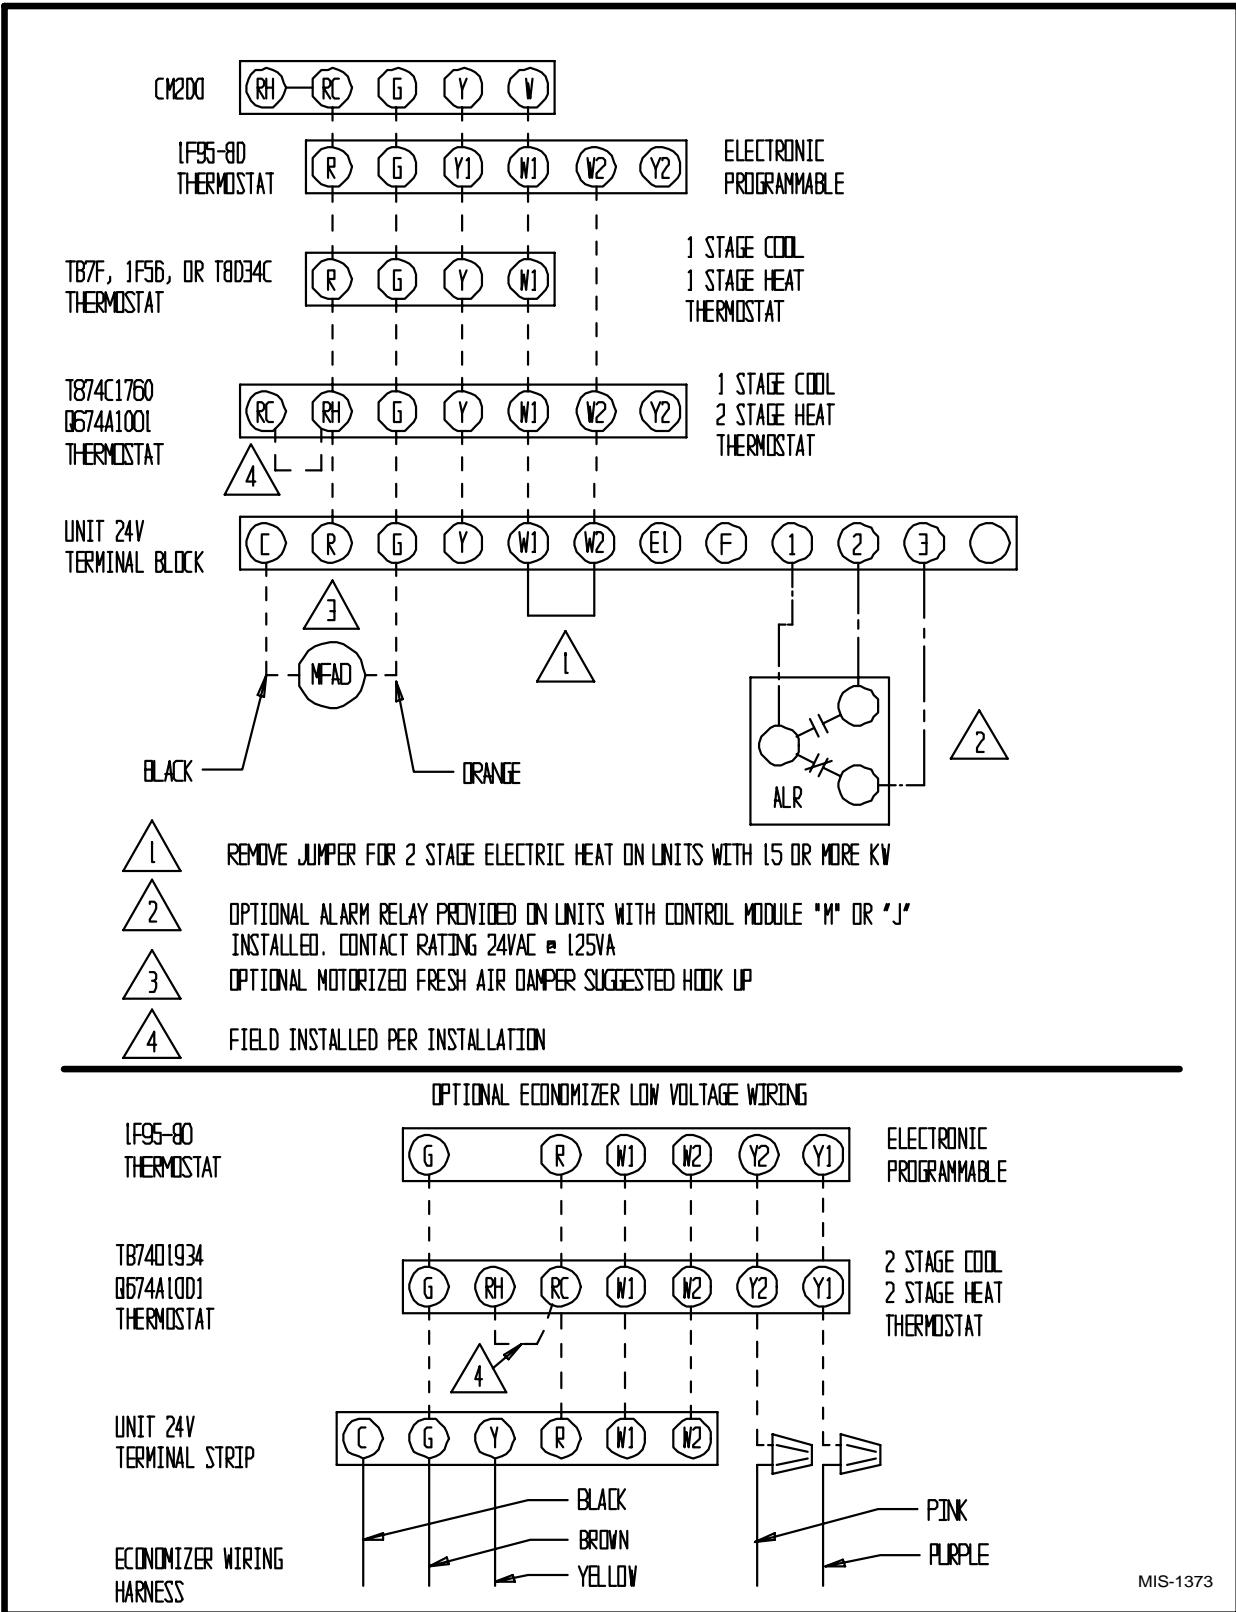 CM200
RH RC G Y W
1F95-80
THERMOSTAT
R G Y1 W1 W2 Y2
ELECTRONIC
PROGRAMMABLE
T87F, 1F56, OR T8034C
THERMOSTAT
R G Y W1
1 STAGE COOL
1 STAGE HEAT
THERMOSTAT
T874C1760
Q674A1001
THERMOSTAT
RC RH G Y W1 W2 Y2
1 STAGE COOL
2 STAGE HEAT
THERMOSTAT
4
UNIT 24V
TERMINAL BLOCK
C R G Y W1 W2 E1 F 1 2 3
3
1
MFAD
2
BLACK
ORANGE
ALR
1 REMOVE JUMPER FOR 2 STAGE ELECTRIC HEAT ON UNITS WITH 15 OR MORE KW
2 OPTIONAL ALARM RELAY PROVIDED ON UNITS WITH CONTROL MODULE "M" OR "J"
INSTALLED. CONTACT RATING 24VAC @ 125VA
3 OPTIONAL MOTORIZED FRESH AIR DAMPER SUGGESTED HOOK UP
4 FIELD INSTALLED PER INSTALLATION
OPTIONAL ECONOMIZER LOW VOLTAGE WIRING
1F95-80
THERMOSTAT
G R W1 W2 Y2 Y1
ELECTRONIC
PROGRAMMABLE
T874D1934
Q674A1001
THERMOSTAT
G RH RC W1 W2 Y2 Y1
2 STAGE COOL
2 STAGE HEAT
THERMOSTAT
4
UNIT 24V
TERMINAL STRIP
C G Y R W1 W2
BLACK
BROWN
YELLOW
PINK
PURPLE
ECONOMIZER WIRING
HARNESS
MIS-1373